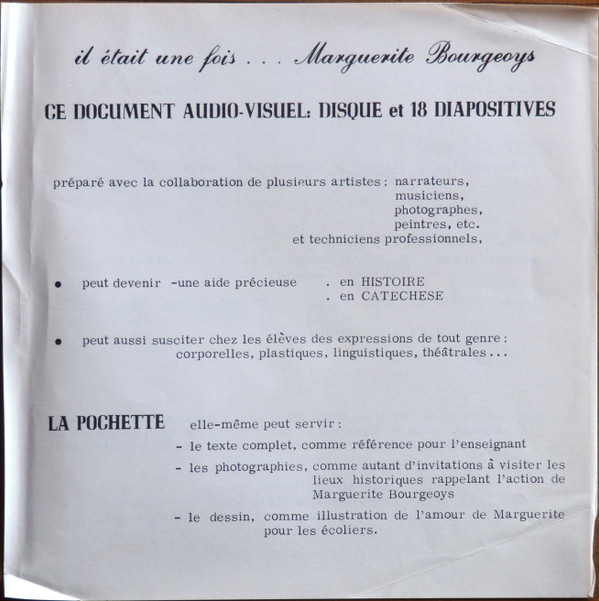 il était une fois . . . Marguerite Bourgeoys
CE DOCUMENT AUDIO-VISUEL: DISQUE et 18 DIAPOSITIVES
préparé avec la collaboration de plusieurs artistes : narrateurs,
musiciens,
photographes,
peintres, etc.
et techniciens professionnels,
• peut devenir -une aide précieuse . en HISTOIRE
. en CATECHESE
• peut aussi susciter chez les élèves des expressions de tout genre :
corporelles, plastiques, linguistiques, théâtrales...
LA POCHETTE elle-même peut servir :
- le texte complet, comme référence pour l'enseignant
- les photographies, comme autant d'invitations à visiter les
lieux historiques rappelant l'action de
Marguerite Bourgeoys
- le dessin, comme illustration de l'amour de Marguerite
pour les écoliers.